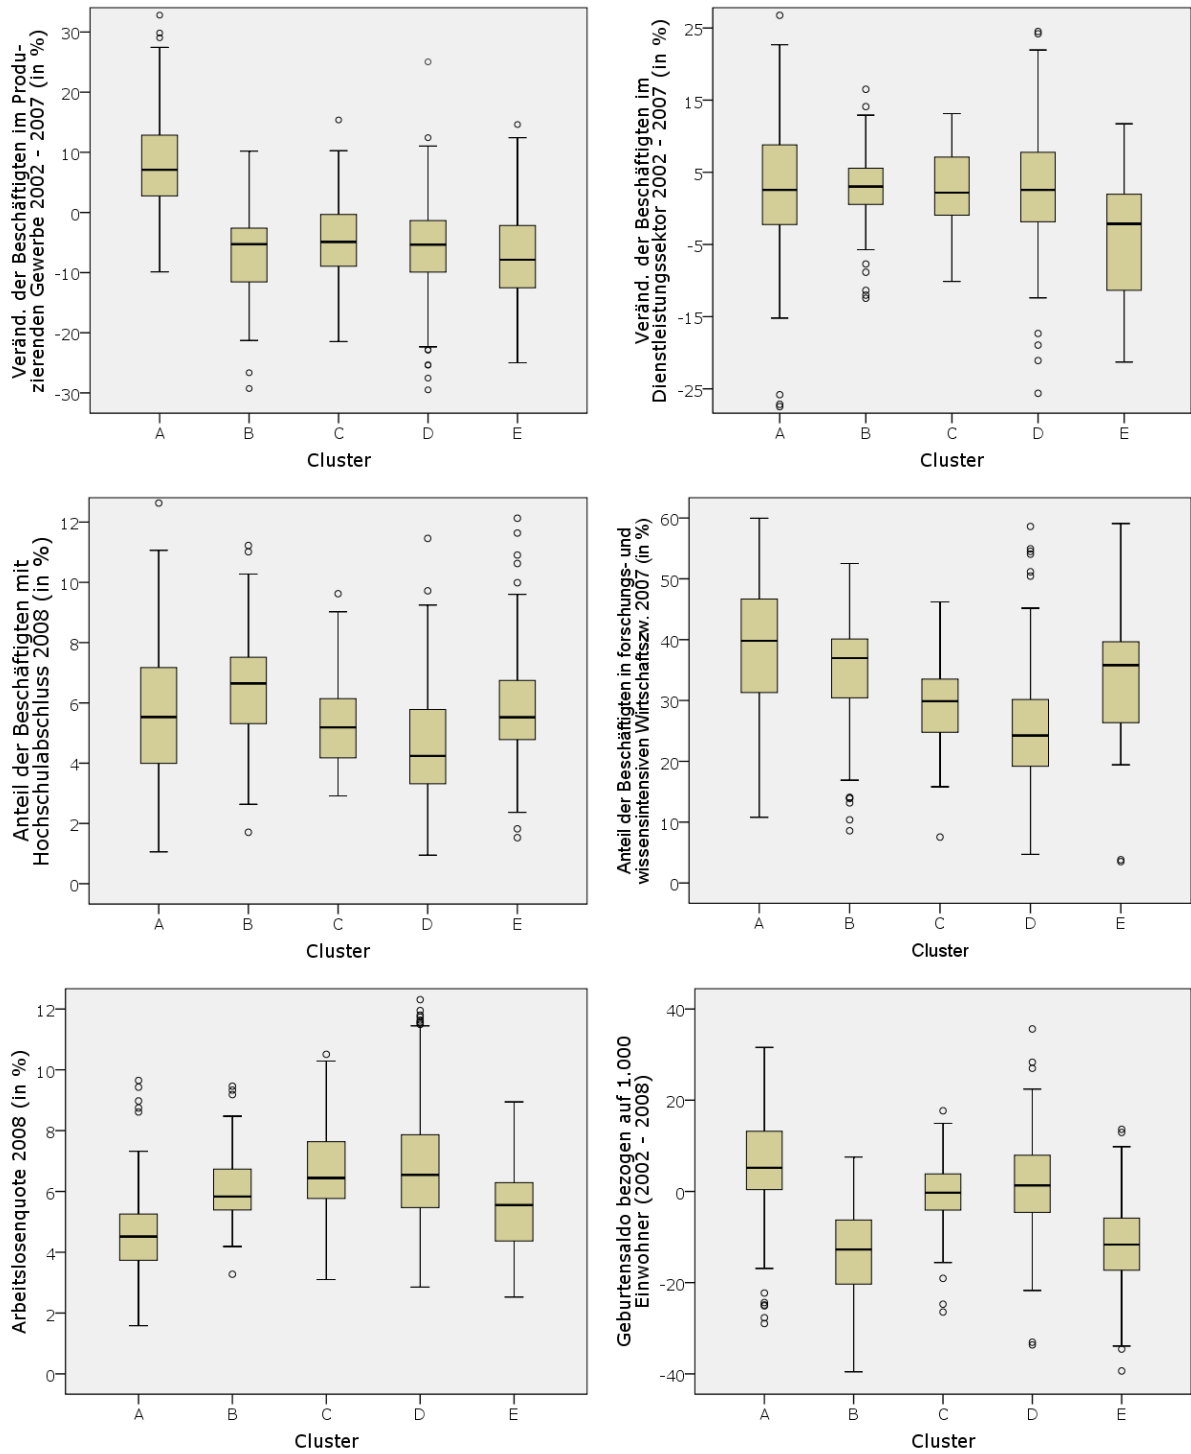 Veränd. der Beschäftigten im Produ-
zierenden Gewerbe 2002 - 2007 (in %)
30
20
10
0
-10
-20
-30
A B C D E
Cluster
Veränd. der Beschäftigten im
Dienstleistungssektor 2002 - 2007 (in %)
25
15
5
-5
-15
-25
A B C D E
Cluster
Anteil der Beschäftigten mit
Hochschulabschluss 2008 (in %)
12
10
8
6
4
2
0
A B C D E
Cluster
Anteil der Beschäftigten in forschungs- und
wissensintensiven Wirtschaftszw. 2007 (in %)
60
50
40
30
20
10
0
A B C D E
Cluster
Arbeitslosenquote 2008 (in %)
12
10
8
6
4
2
0
A B C D E
Cluster
Geburtensaldo bezogen auf 1.000
Einwohner (2002 - 2008)
40
20
0
-20
-40
A B C D E
Cluster